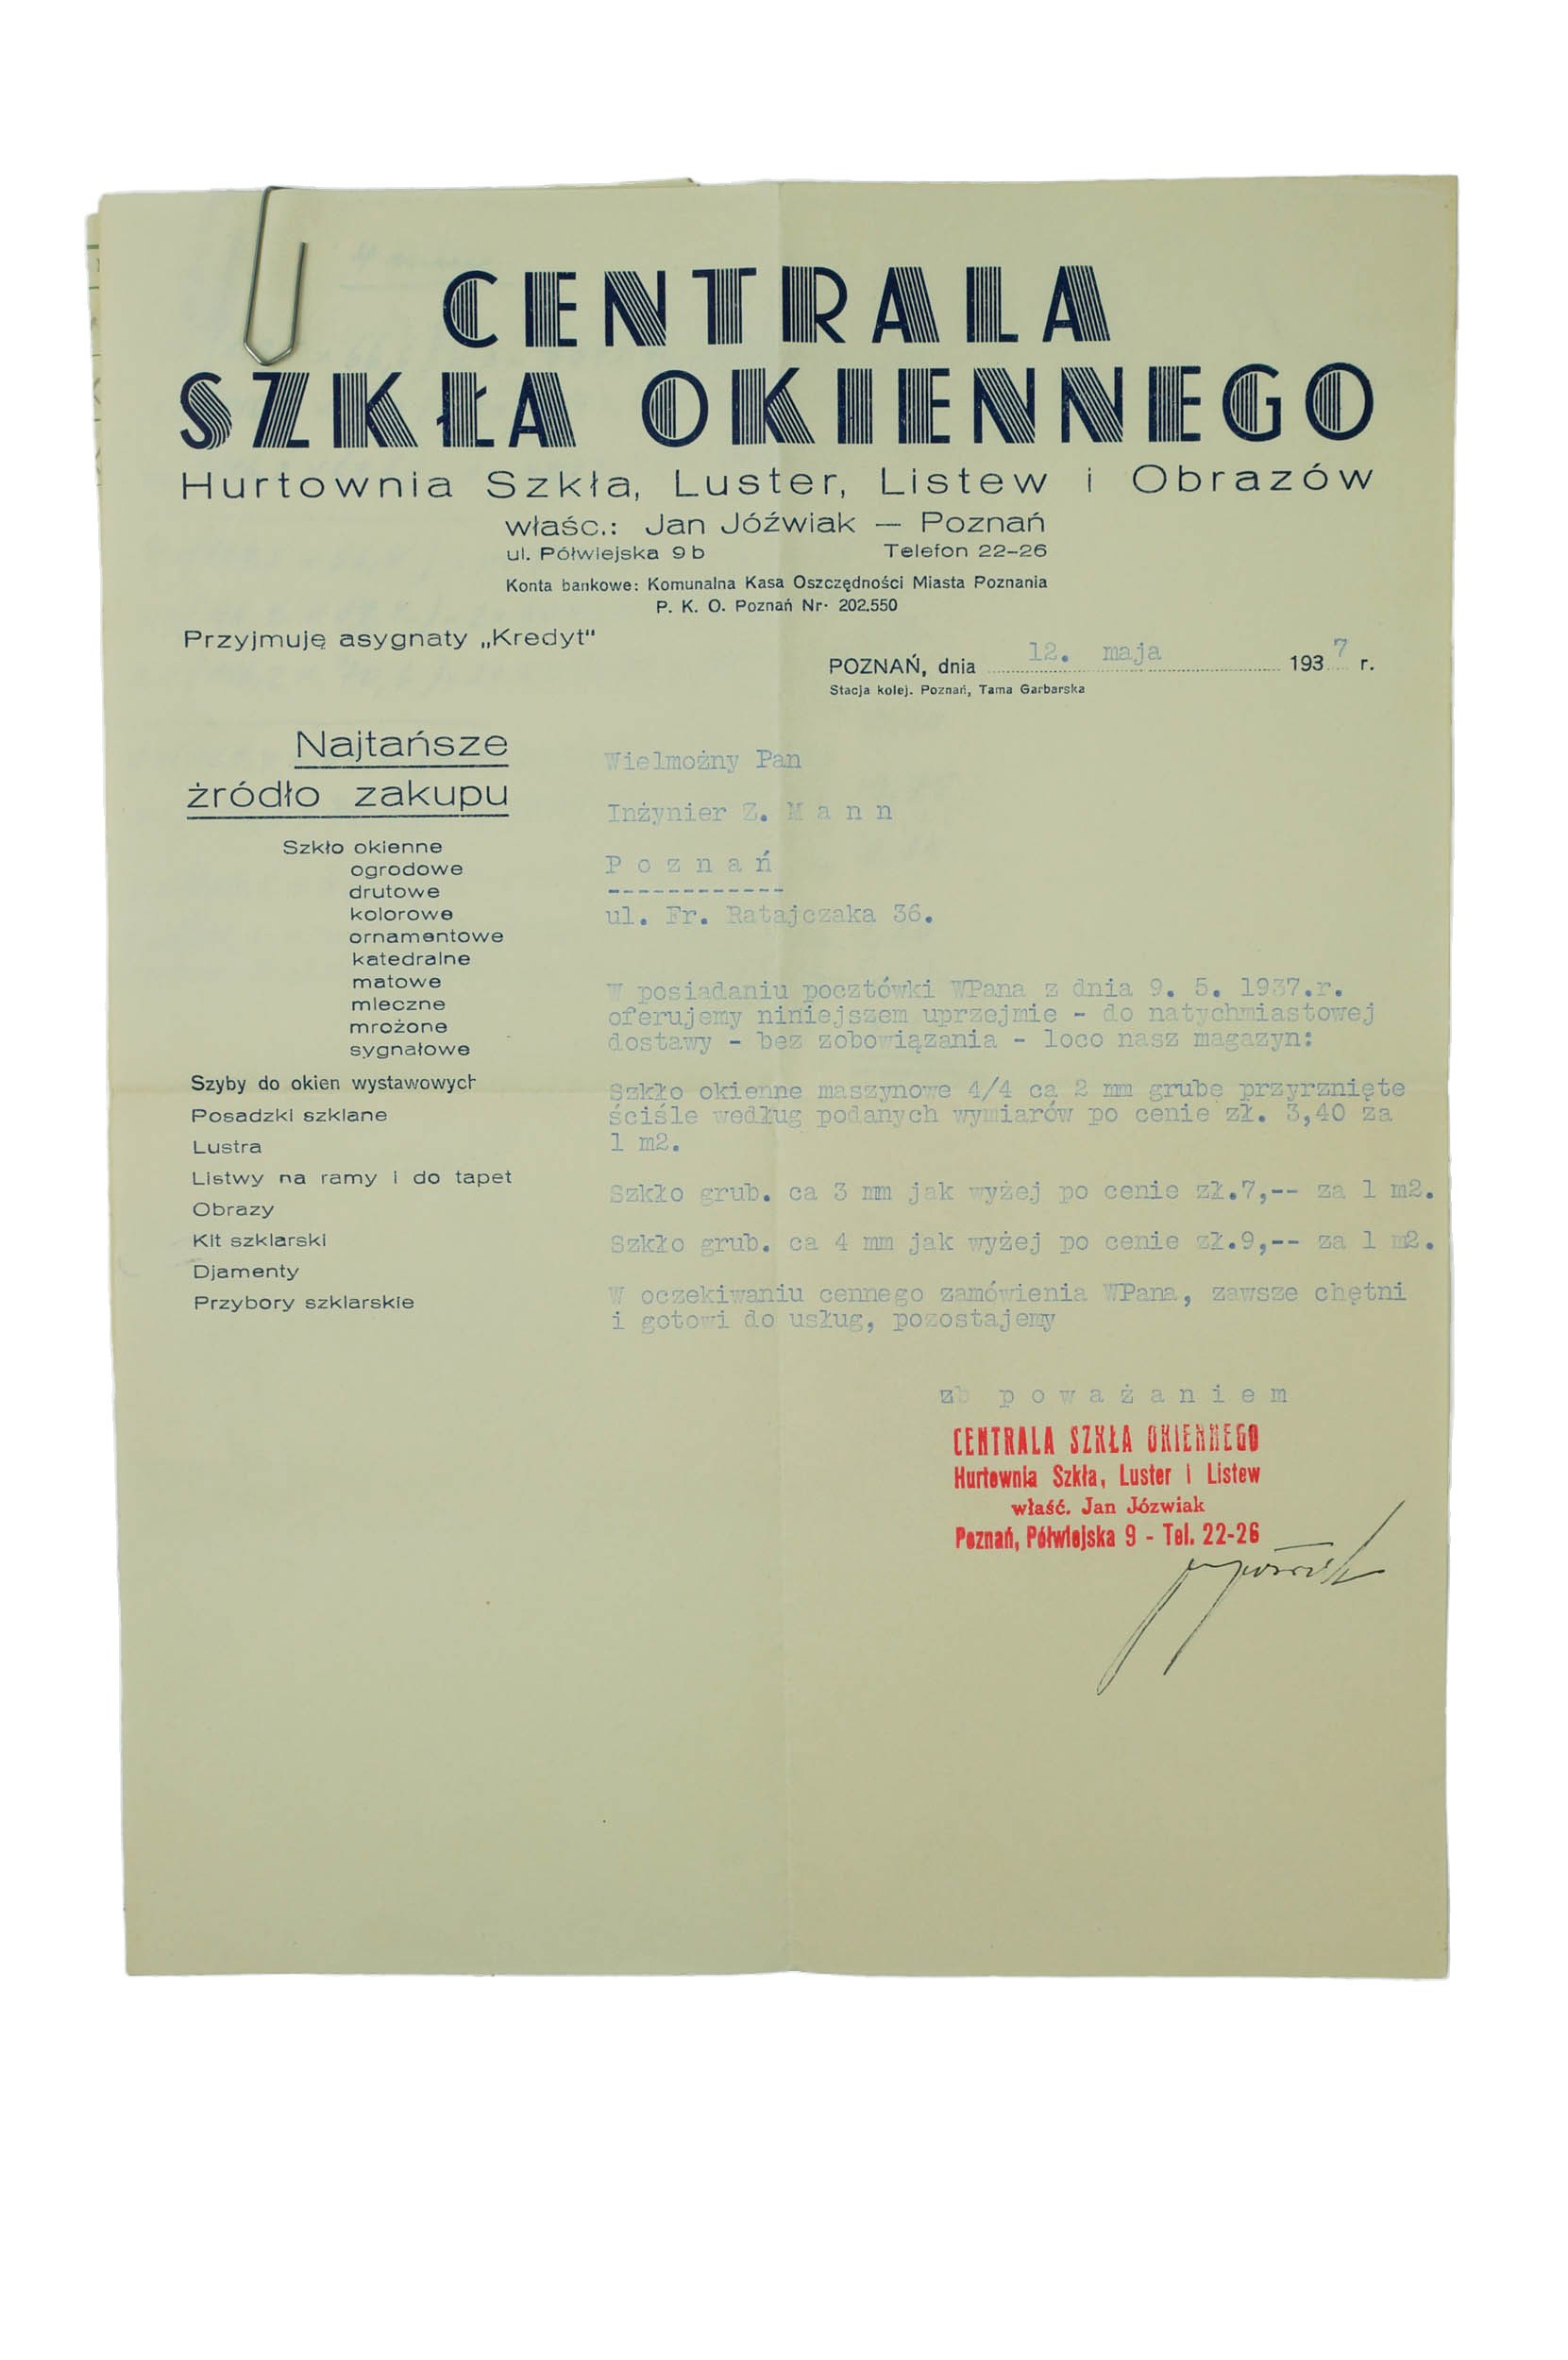 CENTRALA
SZKŁA OKIENNEGO
Hurtownia Szkła, Luster, Listew i Obrazów
właśc.: Jan Jóźwiak — Poznań
ul. Półwiejska 9b Telefon 22-26
Konta bankowe: Komunalna Kasa Oszczędności Miasta Poznania
P. K. O. Poznań Nr. 202.550
Przyjmuję asygnaty „Kredyt"
POZNAŃ, dnia 12. maja 1937 r.
Stacja kolej. Poznań, Tama Garbarska
Najtańsze
żródło zakupu
Szkło okienne
ogrodowe
drutowe
kolorowe
ornamentowe
katedralne
matowe
mleczne
mrożone
sygnałowe
Szyby do okien wystawowych
Posadzki szklane
Lustra
Listwy na ramy i do tapet
Obrazy
Kit szklarski
Djamenty
Przybory szklarskie
Wielmożny Pan
Inżynier Z. M a n n
P o z n a ń
------------
ul. Fr. Ratajczaka 36.
W posiadaniu pocztówki WPana z dnia 9. 5. 1937.r.
oferujemy niniejszem uprzejmie - do natychmiastowej
dostawy - bez zobowiązania - loco nasz magazyn:
Szkło okienne maszynowe 4/4 ca 2 mm grube przyrznięte
ściśle według podanych wymiarów po cenie zł. 3,40 za
1 m2.
Szkło grub. ca 3 mm jak wyżej po cenie zł.7,-- za 1 m2.
Szkło grub. ca 4 mm jak wyżej po cenie zł.9,-- za 1 m2.
W oczekiwaniu cennego zamówienia WPana, zawsze chętni
i gotowi do usług, pozostajemy
z p o w a ż a n i e m
CENTRALA SZKŁA OKIENNEGO
Hurtownia Szkła, Luster i Listew
właść. Jan Józwiak
Poznań, Półwiejska 9 - Tel. 22-26